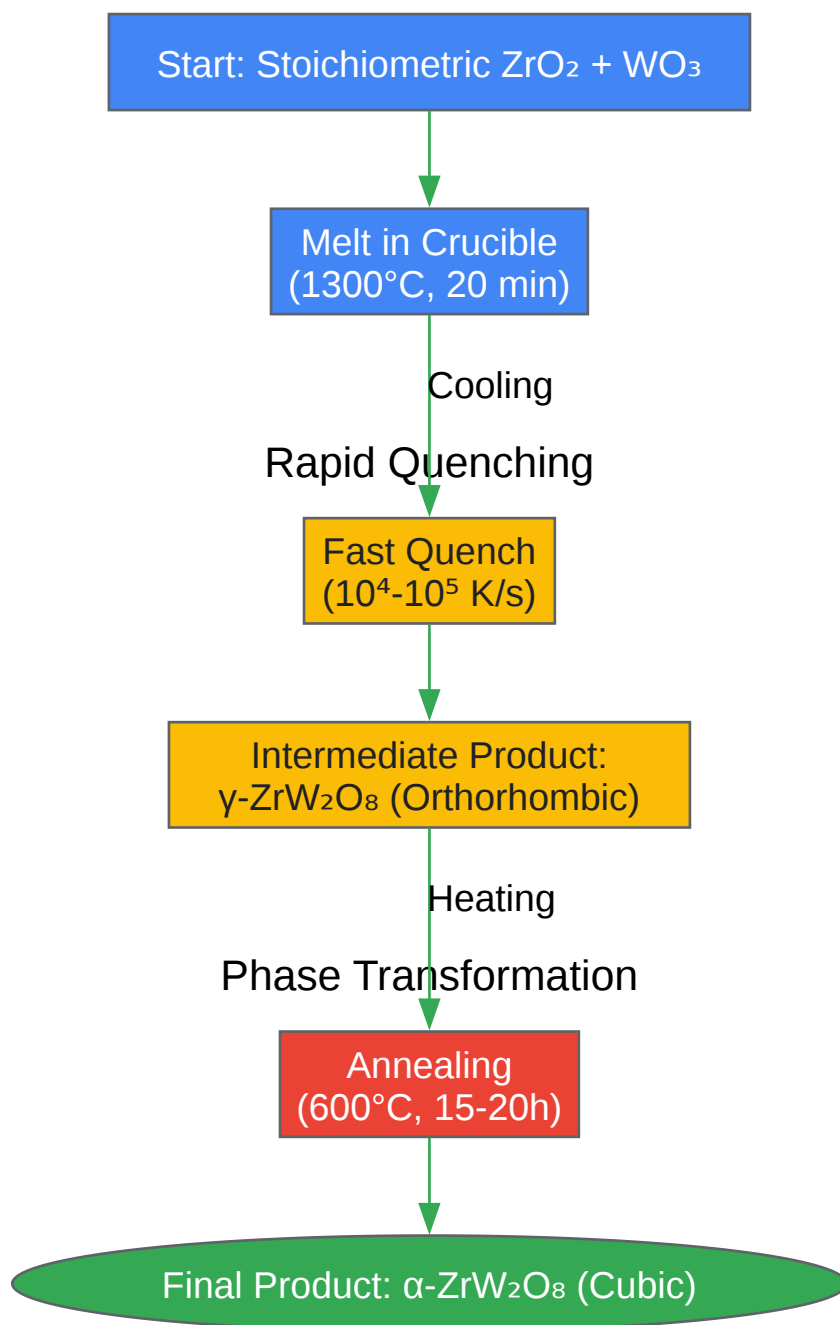 Start: Stoichiometric ZrO₂ + WO₃
Melt in Crucible
(1300°C, 20 min)
Cooling
Rapid Quenching
Fast Quench
(10⁴-10⁵ K/s)
Intermediate Product:
γ-ZrW₂O₈ (Orthorhombic)
Heating
Phase Transformation
Annealing
(600°C, 15-20h)
Final Product: α-ZrW₂O₈ (Cubic)